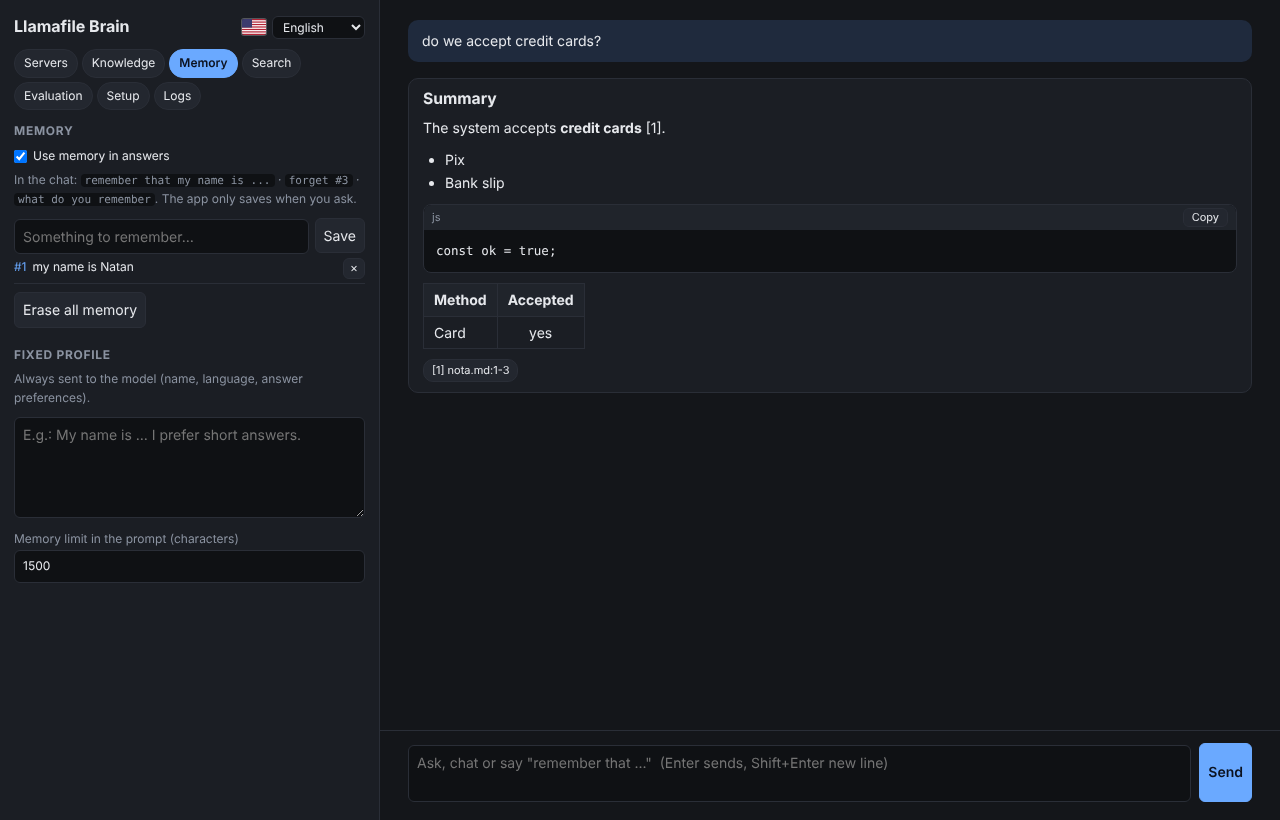 Llamafile Brain
English
Servers Knowledge Memory Search
Evaluation Setup Logs
MEMORY
Use memory in answers
In the chat: remember that my name is ... · forget #3 ·
what do you remember. The app only saves when you ask.
Something to remember... Save
#1 my name is Natan ×
Erase all memory
FIXED PROFILE
Always sent to the model (name, language, answer
preferences).
E.g.: My name is ... I prefer short answers.
Memory limit in the prompt (characters)
1500
do we accept credit cards?
Summary
The system accepts credit cards [1].
• Pix
• Bank slip
js Copy
const ok = true;
Method Accepted
Card yes
[1] nota.md:1-3
Ask, chat or say "remember that ..." (Enter sends, Shift+Enter new line)
Send